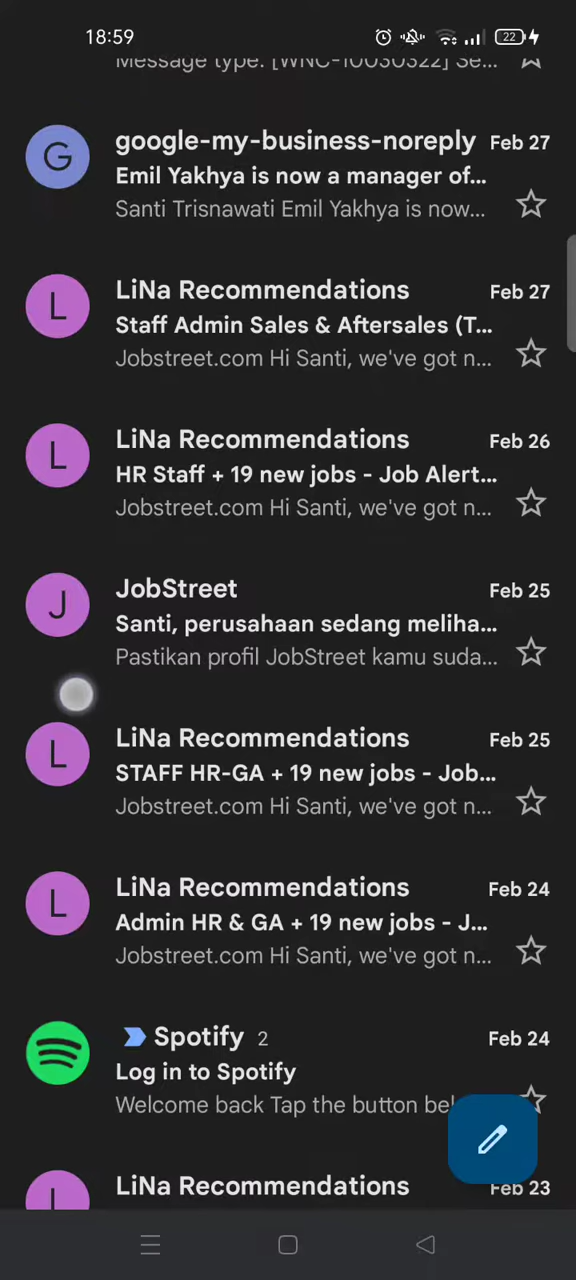 18:59
22
Message type: [WNC-10030322] Se...
google-my-business-noreply Feb 27
G
Emil Yakhya is now a manager of...
Santi Trisnawati Emil Yakhya is now...
LiNa Recommendations Feb 27
L
Staff Admin Sales & Aftersales (T...
Jobstreet.com Hi Santi, we've got n...
LiNa Recommendations Feb 26
L
HR Staff + 19 new jobs - Job Alert...
Jobstreet.com Hi Santi, we've got n...
JobStreet Feb 25
J
Santi, perusahaan sedang meliha...
Pastikan profil JobStreet kamu suda...
LiNa Recommendations Feb 25
L
STAFF HR-GA + 19 new jobs - Job...
Jobstreet.com Hi Santi, we've got n...
LiNa Recommendations Feb 24
L
Admin HR & GA + 19 new jobs - J...
Jobstreet.com Hi Santi, we've got n...
Spotify 2 Feb 24
Log in to Spotify
Welcome back Tap the button bel
LiNa Recommendations Feb 23
L